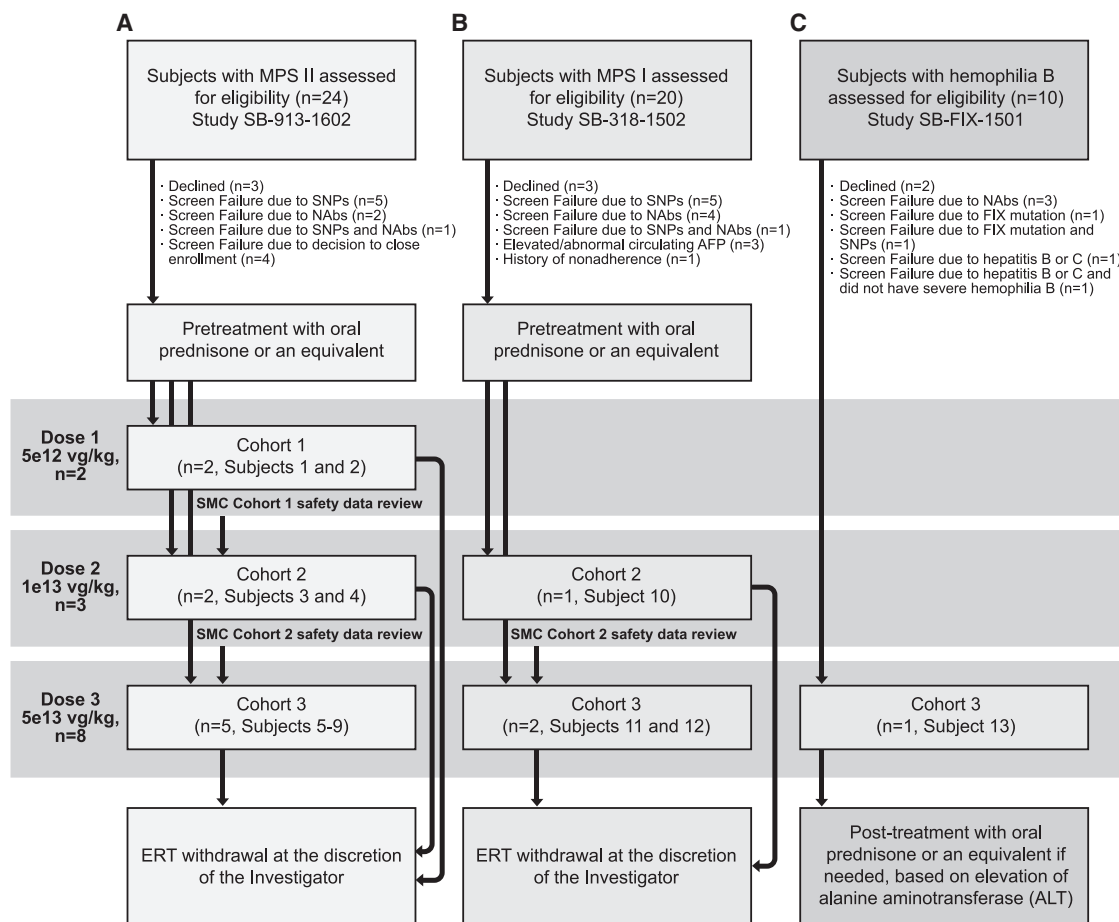 A
Subjects with MPS II assessed
for eligibility (n=24)
Study SB-913-1602
· Declined (n=3)
· Screen Failure due to SNPs (n=5)
· Screen Failure due to NAbs (n=2)
· Screen Failure due to SNPs and NAbs (n=1)
· Screen Failure due to decision to close
enrollment (n=4)
Pretreatment with oral
prednisone or an equivalent
B
Subjects with MPS I assessed
for eligibility (n=20)
Study SB-318-1502
· Declined (n=3)
· Screen Failure due to SNPs (n=5)
· Screen Failure due to NAbs (n=4)
· Screen Failure due to SNPs and NAbs (n=1)
· Elevated/abnormal circulating AFP (n=3)
· History of nonadherence (n=1)
Pretreatment with oral
prednisone or an equivalent
C
Subjects with hemophilia B
assessed for eligibility (n=10)
Study SB-FIX-1501
· Declined (n=2)
· Screen Failure due to NAbs (n=3)
· Screen Failure due to FIX mutation (n=1)
· Screen Failure due to FIX mutation and
SNPs (n=1)
· Screen Failure due to hepatitis B or C (n=1)
· Screen Failure due to hepatitis B or C and
did not have severe hemophilia B (n=1)
Dose 1
5e12 vg/kg,
n=2
Cohort 1
(n=2, Subjects 1 and 2)
SMC Cohort 1 safety data review
Dose 2
1e13 vg/kg,
n=3
Cohort 2
(n=2, Subjects 3 and 4)
SMC Cohort 2 safety data review
Cohort 2
(n=1, Subject 10)
SMC Cohort 2 safety data review
Dose 3
5e13 vg/kg,
n=8
Cohort 3
(n=5, Subjects 5-9)
Cohort 3
(n=2, Subjects 11 and 12)
Cohort 3
(n=1, Subject 13)
ERT withdrawal at the discretion
of the Investigator
ERT withdrawal at the discretion
of the Investigator
Post-treatment with oral
prednisone or an equivalent if
needed, based on elevation of
alanine aminotransferase (ALT)